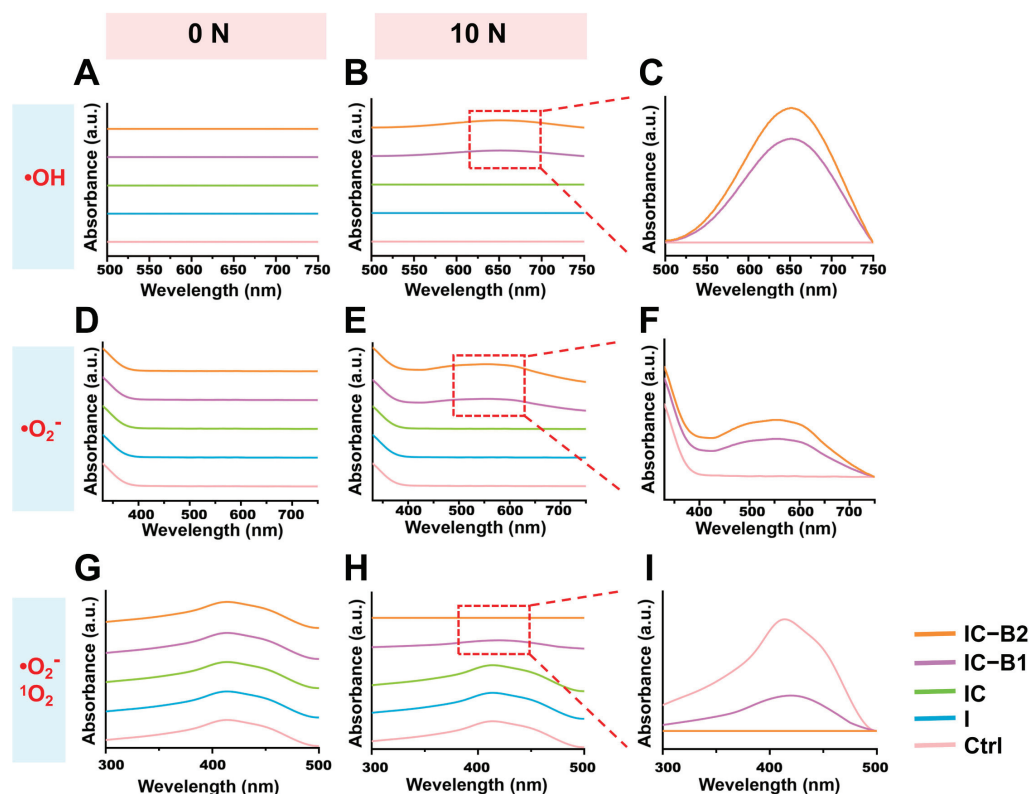 0 N
10 N
A
B
C
•OH
Absorbance (a.u.)
Absorbance (a.u.)
Absorbance (a.u.)
500 550 600 650 700 750
500 550 600 650 700 750
500 550 600 650 700 750
Wavelength (nm)
Wavelength (nm)
Wavelength (nm)
D
E
F
•O₂⁻
Absorbance (a.u.)
Absorbance (a.u.)
Absorbance (a.u.)
400 500 600 700
400 500 600 700
400 500 600 700
Wavelength (nm)
Wavelength (nm)
Wavelength (nm)
G
H
I
•O₂⁻
¹O₂
Absorbance (a.u.)
Absorbance (a.u.)
Absorbance (a.u.)
300 400 500
300 400 500
300 400 500
Wavelength (nm)
Wavelength (nm)
Wavelength (nm)
IC−B2
IC−B1
IC
I
Ctrl